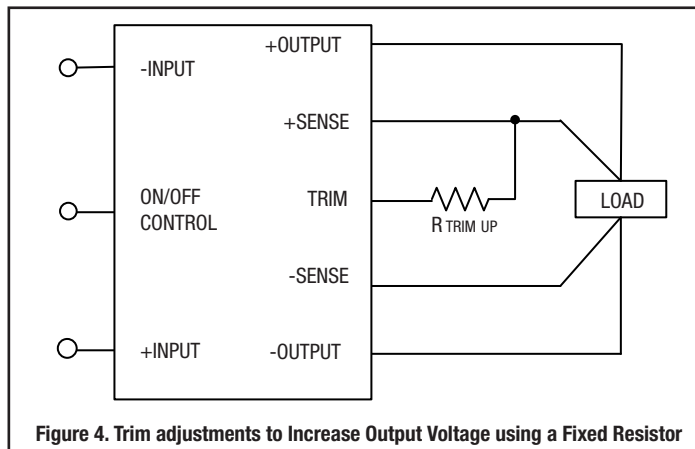 +OUTPUT
-INPUT
+SENSE
ON/OFF
CONTROL
TRIM
R TRIM UP
LOAD
-SENSE
+INPUT
-OUTPUT
Figure 4. Trim adjustments to Increase Output Voltage using a Fixed Resistor